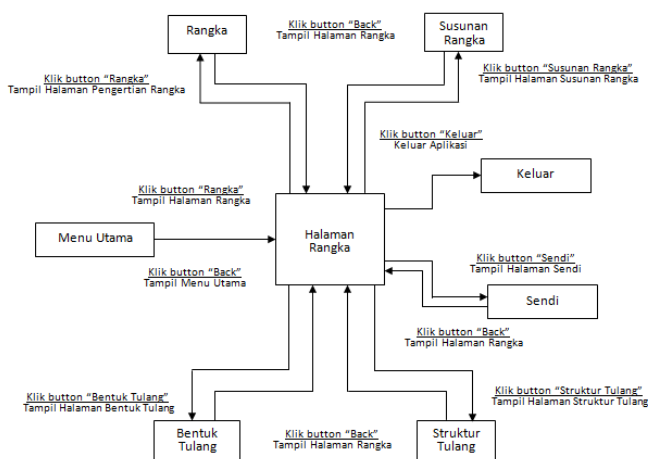 Rangka
Klik button “Back”
Tampil Halaman Rangka
Susunan
Rangka
Klik button “Rangka”
Tampil Halaman Pengertian Rangka
Klik button “Susunan Rangka”
Tampil Halaman Susunan Rangka
Klik button “Keluar”
Keluar Aplikasi
Keluar
Klik button “Rangka”
Tampil Halaman Rangka
Menu Utama
Halaman
Rangka
Klik button “Back”
Tampil Menu Utama
Klik button “Sendi”
Tampil Halaman Sendi
Sendi
Klik button “Back”
Tampil Halaman Rangka
Klik button “Bentuk Tulang”
Tampil Halaman Bentuk Tulang
Klik button “Struktur Tulang”
Tampil Halaman Struktur Tulang
Bentuk
Tulang
Klik button “Back”
Tampil Halaman Rangka
Struktur
Tulang